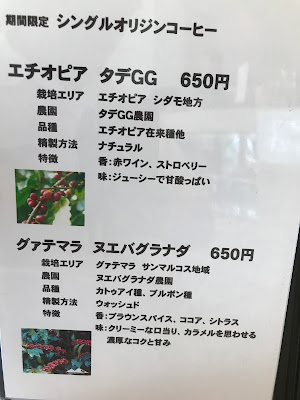 期間限定 シングルオリジンコーヒー
エチオピア タデGG 650円
栽培エリア エチオピア シダモ地方
農園 タデGG農園
品種 エチオピア在来種他
精製方法 ナチュラル
特徴 香:赤ワイン、ストロベリー
味:ジューシーで甘酸っぱい
グァテマラ ヌエバグラナダ 650円
栽培エリア グァテマラ サンマルコス地域
農園 ヌエバグラナダ農園
品種 カトゥアイ種、ブルボン種
精製方法 ウォッシュド
特徴 香:ブラウンスパイス、ココア、シトラス
味:クリーミーな口当り、カラメルを思わせる
濃厚なコクと甘み